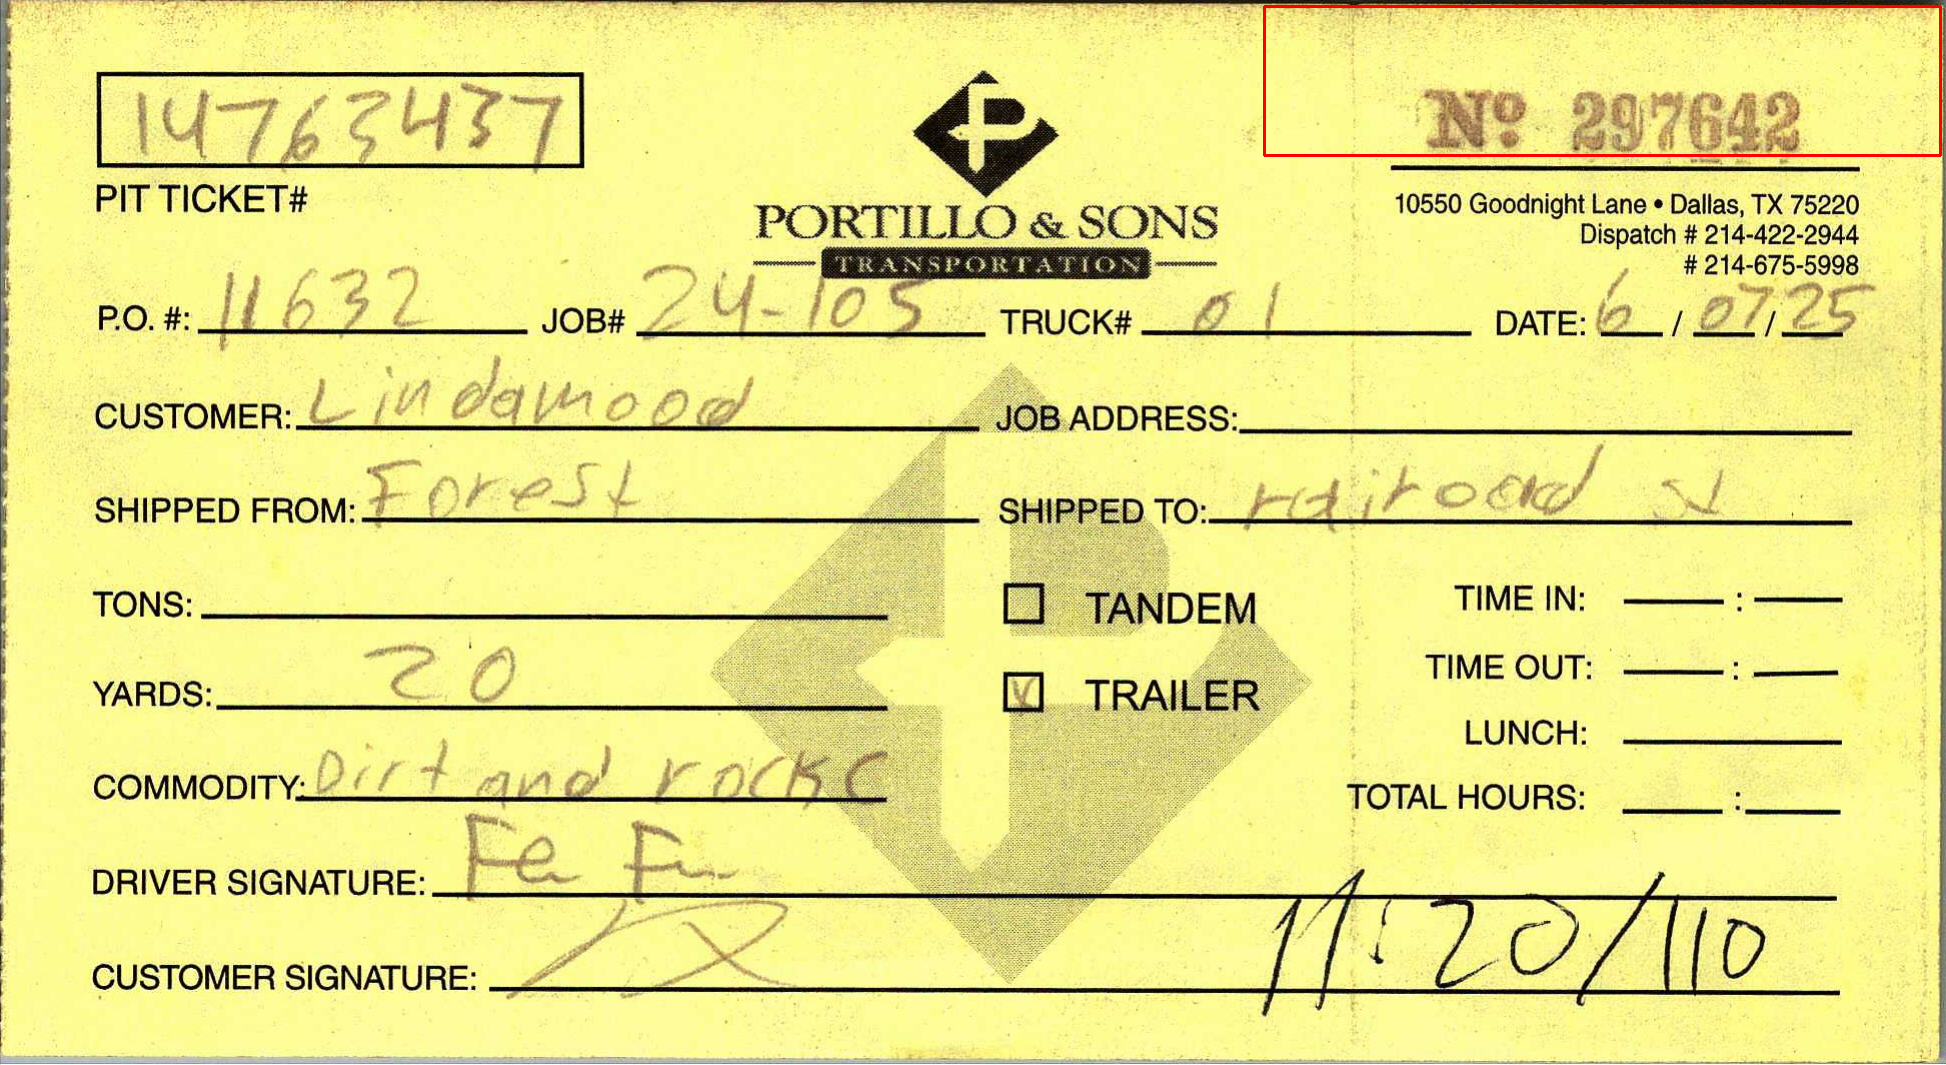 14763437
Nº 297642
PIT TICKET#
PORTILLO & SONS
TRANSPORTATION
10550 Goodnight Lane • Dallas, TX 75220
Dispatch # 214-422-2944
# 214-675-5998
P.O. #: 11632 JOB# 24-105 TRUCK# 01 DATE: 6 / 07 / 25
CUSTOMER: Lindamood JOB ADDRESS:
SHIPPED FROM: Forest SHIPPED TO: railroad st
TONS: TANDEM TIME IN: :
YARDS: 20 TRAILER TIME OUT: :
LUNCH:
COMMODITY: Dirt and rock C TOTAL HOURS: :
DRIVER SIGNATURE:
CUSTOMER SIGNATURE: 11:20/110